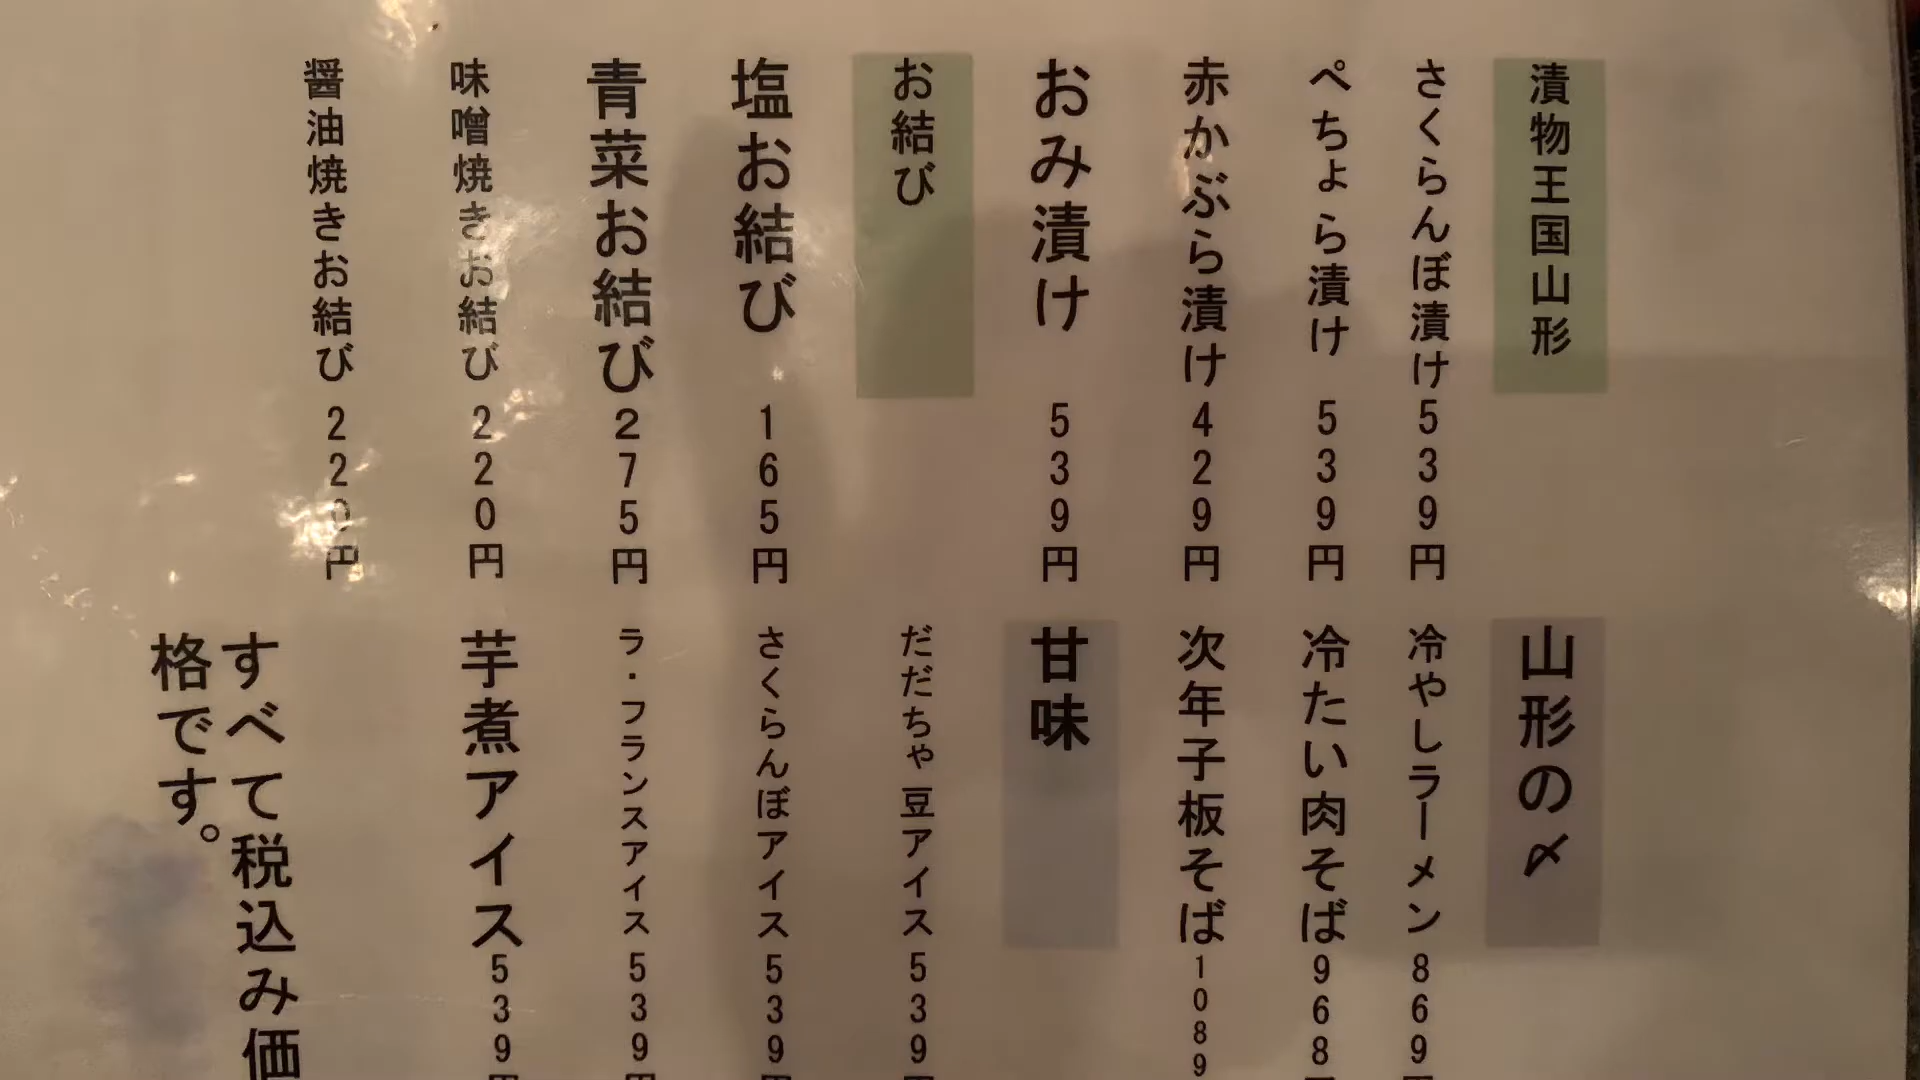 漬物王国山形
さくらんぼ漬け539円
ぺちょら漬け539円
赤かぶら漬け429円
おみ漬け539円
お結び
塩お結び165円
青菜お結び275円
味噌焼きお結び220円
醤油焼きお結び220円
山形の〆
冷やしラーメン869円
冷たい肉そば968円
次年子板そば1089
甘味
だだちゃ豆アイス539円
さくらんぼアイス539円
ラ・フランスアイス539円
芋煮アイス539円
すべて税込み価
格です。